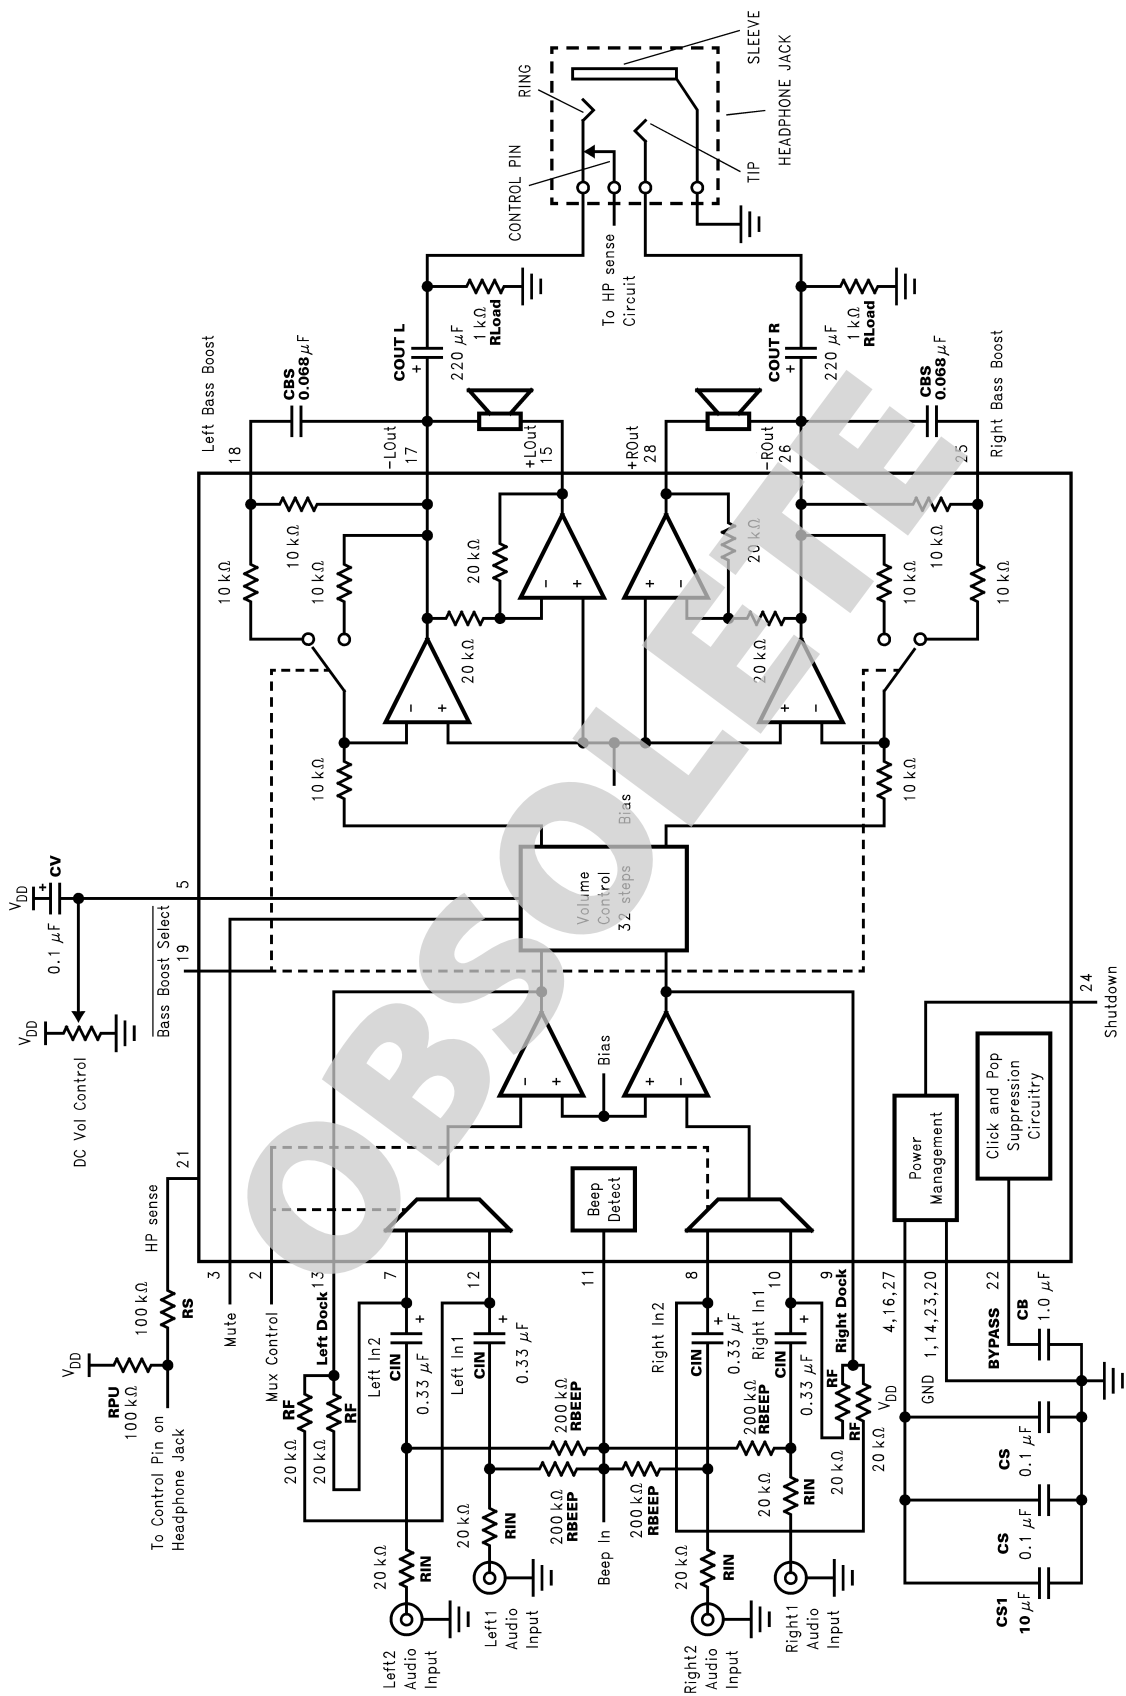 To Control Pin on
Headphone Jack
VDD
RPU
100 kΩ
100 kΩ
RS
HP sense
21
DC Vol Control
VDD
VDD
0.1 μF
+
CV
5
Bass Boost Select
19
3
Mute
2
Mux Control
13
Left Dock
RF
20 kΩ
20 kΩ
RF
Left In2
7
CIN
+
0.33 μF
Left In1
12
CIN
+
0.33 μF
11
200 kΩ
RBEEP
200 kΩ
RBEEP
200 kΩ
RBEEP
200 kΩ
RBEEP
Beep In
Beep
Detect
Right In2
8
CIN
+
0.33 μF
Right In1
10
CIN
+
0.33 μF
9
Right Dock
RF
20 kΩ
RF
20 kΩ
20 kΩ
RIN
20 kΩ
RIN
20 kΩ
RIN
20 kΩ
RIN
Left2
Audio
Input
Left1
Audio
Input
Right2
Audio
Input
Right1
Audio
Input
VDD
4,16,27
GND
1,14,23,20
BYPASS
22
CB
1.0 μF
CS
0.1 μF
CS
0.1 μF
CS1
10 μF
Power
Management
Click and Pop
Suppression
Circuitry
24
Shutdown
−
+
Bias
+
−
Volume
Control
32 steps
Bias
10 kΩ
10 kΩ
10 kΩ
10 kΩ
−
+
20 kΩ
20 kΩ
−
+
+
−
20 kΩ
20 kΩ
+
−
10 kΩ
10 kΩ
10 kΩ
10 kΩ
Left Bass Boost
18
CBS
0.068 μF
−LOut
17
+LOut
15
+ROut
28
−ROut
26
25
Right Bass Boost
CBS
0.068 μF
COUT L
+
220 μF
1 kΩ
RLoad
COUT R
+
220 μF
1 kΩ
RLoad
To HP sense
Circuit
CONTROL PIN
RING
TIP
SLEEVE
HEADPHONE JACK
OBSOLETE